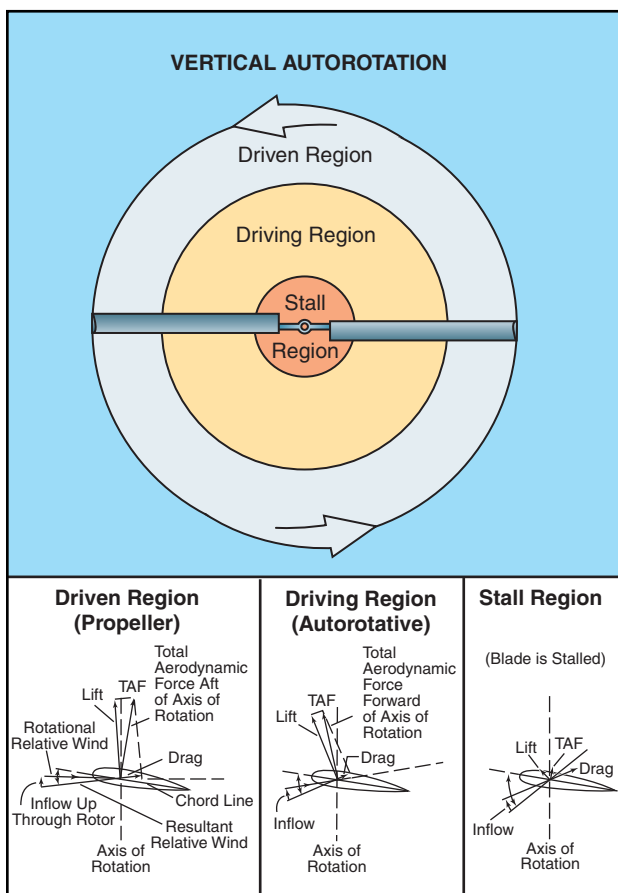 VERTICAL AUTOROTATION
Driven Region
Driving Region
Stall
Region
Driven Region
(Propeller)
Total
Aerodynamic
Force Aft
of Axis of
Rotation
TAF
Lift
Rotational
Relative Wind
Drag
Chord Line
Inflow Up
Through Rotor
Resultant
Relative Wind
Axis of
Rotation
Driving Region
(Autorotative)
Total
Aerodynamic
Force
Forward
of Axis of
Rotation
TAF
Lift
Drag
Inflow
Axis of
Rotation
Stall Region
(Blade is Stalled)
Lift
TAF
Drag
Inflow
Axis of
Rotation